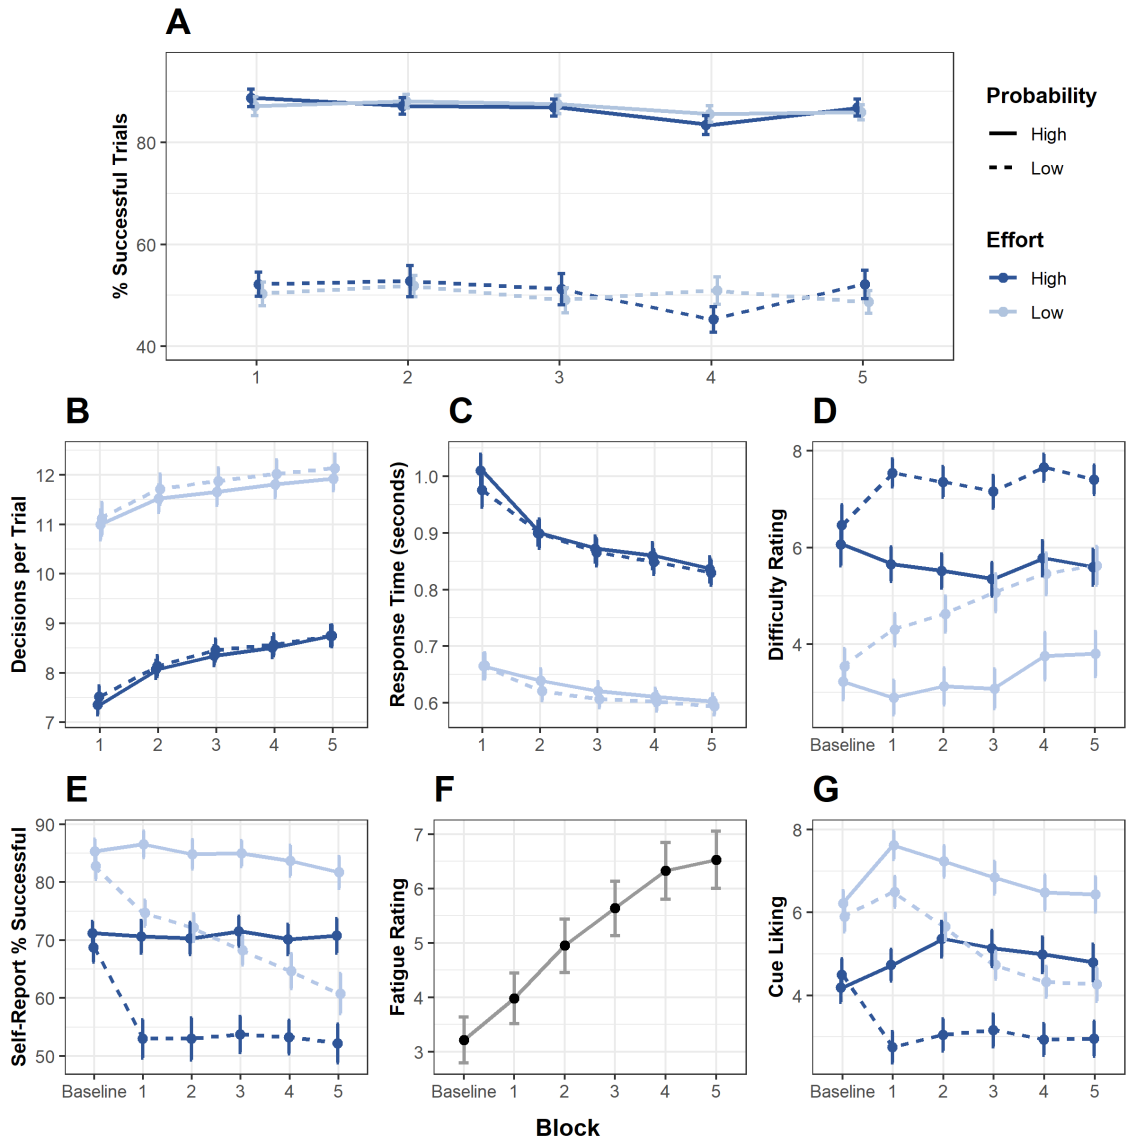 A
% Successful Trials
80
60
40
1 2 3 4 5
Probability
High
Low
Effort
High
Low
B
Decisions per Trial
12
11
10
9
8
7
1 2 3 4 5
C
Response Time (seconds)
1.0
0.9
0.8
0.7
0.6
1 2 3 4 5
D
Difficulty Rating
8
6
4
Baseline 1 2 3 4 5
E
Self-Report % Successful
90
80
70
60
50
Baseline 1 2 3 4 5
F
Fatigue Rating
7
6
5
4
3
Baseline 1 2 3 4 5
G
Cue Liking
8
6
4
Baseline 1 2 3 4 5
Block